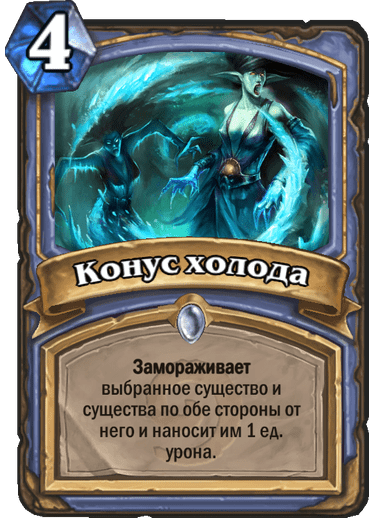 4
Конус холода
Замораживает
выбранное существо и
существа по обе стороны от
него и наносит им 1 ед.
урона.